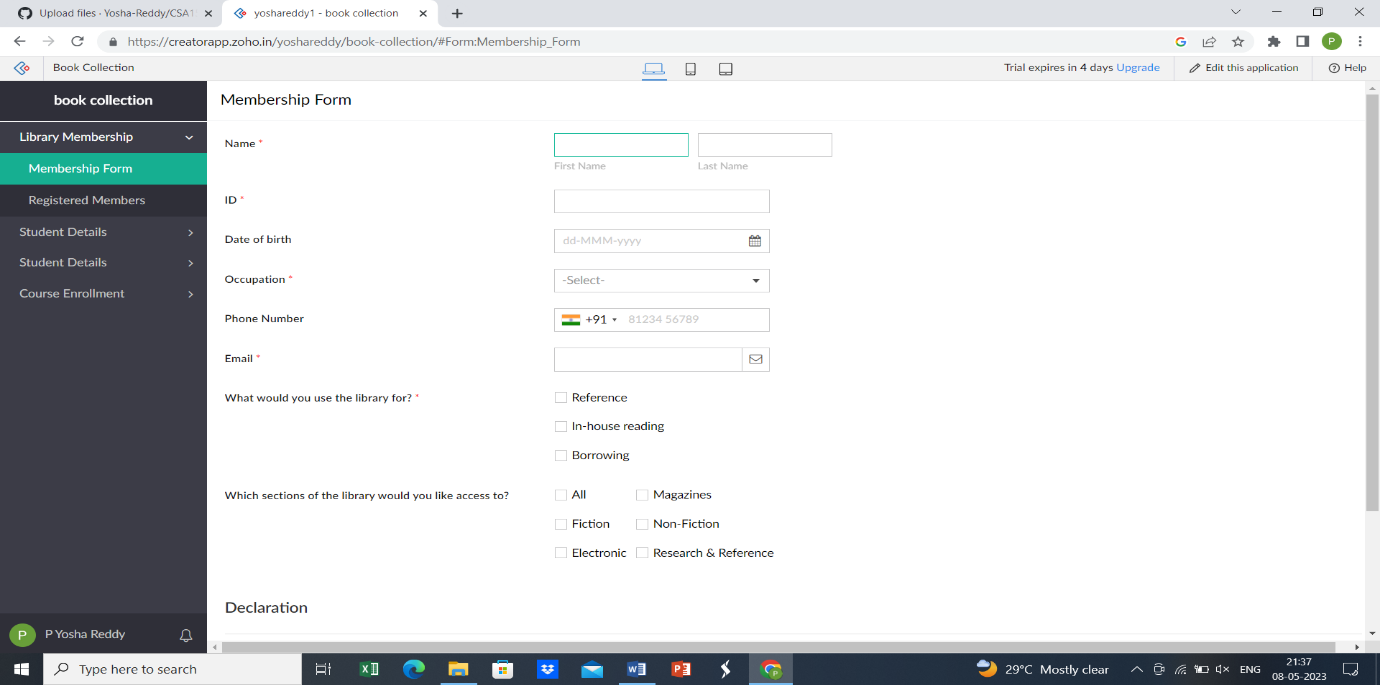 Upload files · Yosha-Reddy/CSA1
yoshareddy1 - book collection
https://creatorapp.zoho.in/yoshareddy/book-collection/#Form:Membership_Form
P
Book Collection
Trial expires in 4 days Upgrade
Edit this application
Help
book collection
Library Membership
Membership Form
Registered Members
Student Details
Student Details
Course Enrollment
P
P Yosha Reddy
Membership Form
Name *
First Name
Last Name
ID *
Date of birth
dd-MMM-yyyy
Occupation *
-Select-
Phone Number
+91
81234 56789
Email *
What would you use the library for? *
Reference
In-house reading
Borrowing
Which sections of the library would you like access to?
All
Magazines
Fiction
Non-Fiction
Electronic
Research & Reference
Declaration
Type here to search
29°C Mostly clear
ENG
21:37
08-05-2023